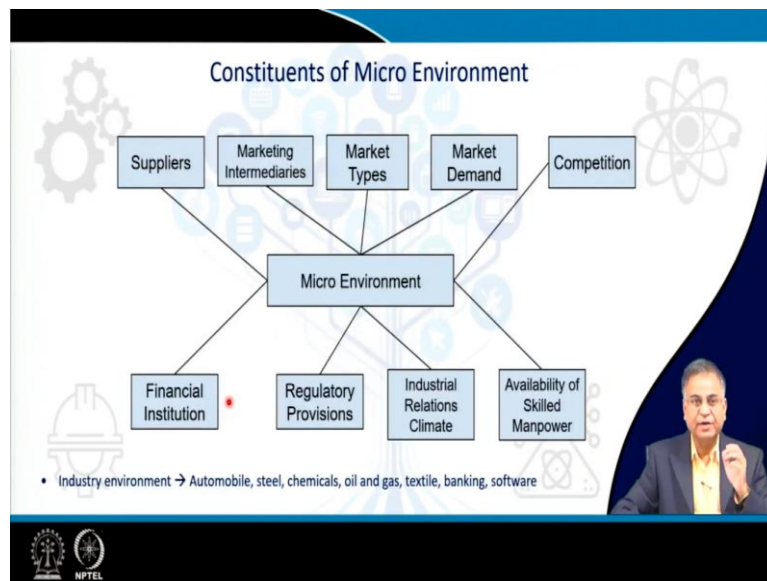 Constituents of Micro Environment
Suppliers
Marketing
Intermediaries
Market
Types
Market
Demand
Competition
Micro Environment
Financial
Institution
Regulatory
Provisions
Industrial
Relations
Climate
Availability of
Skilled
Manpower
• Industry environment → Automobile, steel, chemicals, oil and gas, textile, banking, software
NPTEL